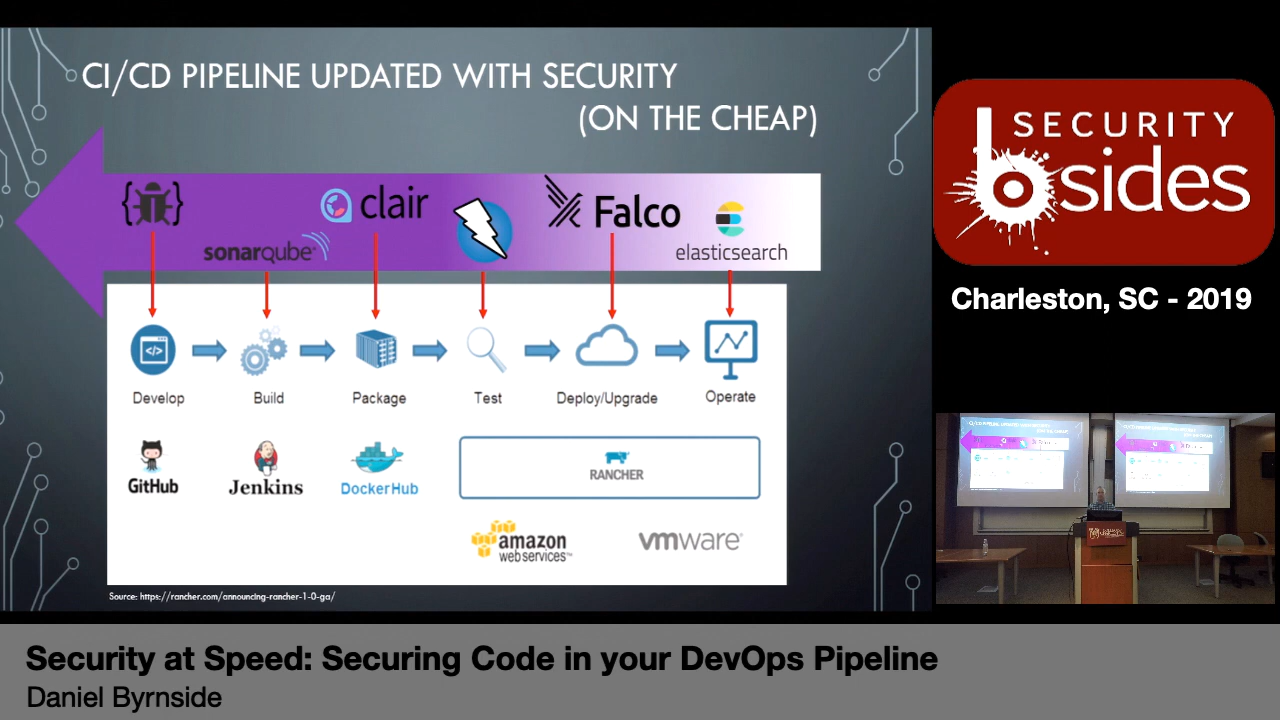 CI/CD PIPELINE UPDATED WITH SECURITY
(ON THE CHEAP)
sonarqube
clair
Falco
elasticsearch
Develop
Build
Package
Test
Deploy/Upgrade
Operate
GitHub
Jenkins
DockerHub
RANCHER
amazon
web services™
vmware®
Source: https://rancher.com/announcing-rancher-1-0-ga/
SECURITY
bsides
Charleston, SC - 2019
Security at Speed: Securing Code in your DevOps Pipeline
Daniel Byrnside